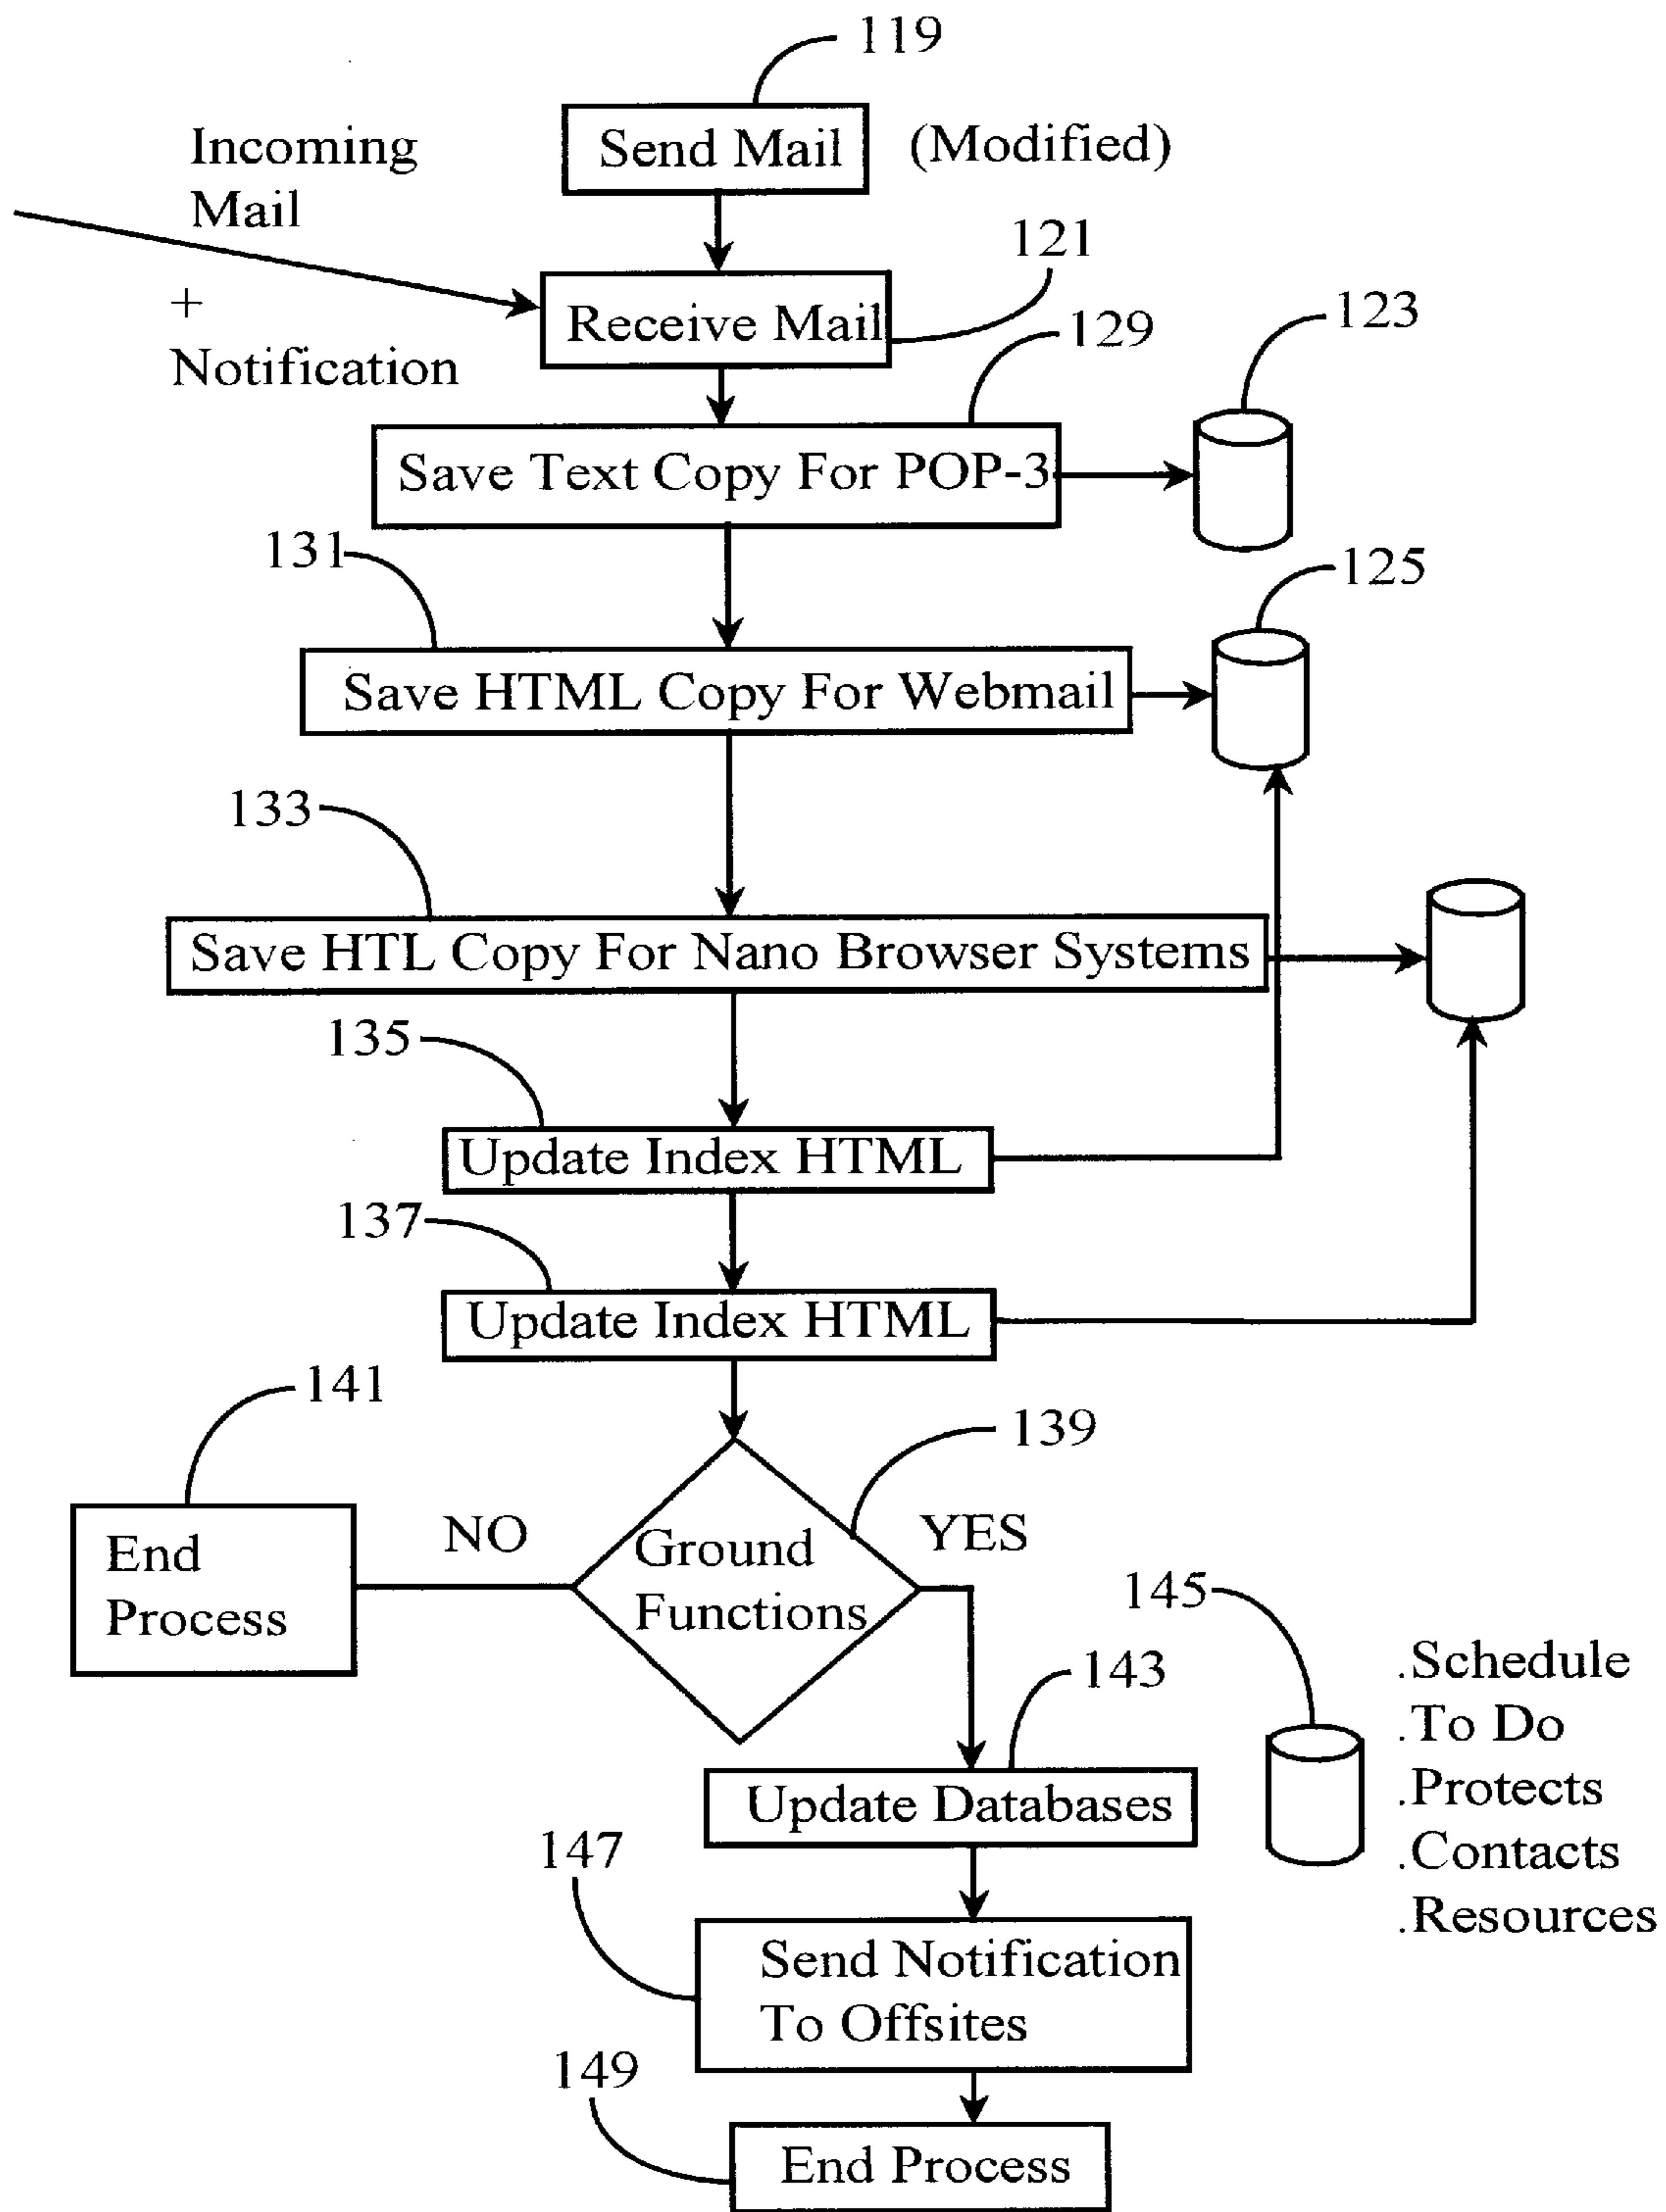 119
Send Mail
(Modified)
Incoming
Mail
+
Notification
121
Receive Mail
129
123
Save Text Copy For POP-3
131
125
Save HTML Copy For Webmail
133
Save HTL Copy For Nano Browser Systems
135
Update Index HTML
137
Update Index HTML
141
139
End
Process
NO
Ground
Functions
YES
145
143
.Schedule
.To Do
.Protects
.Contacts
.Resources
Update Databases
147
Send Notification
To Offsites
149
End Process